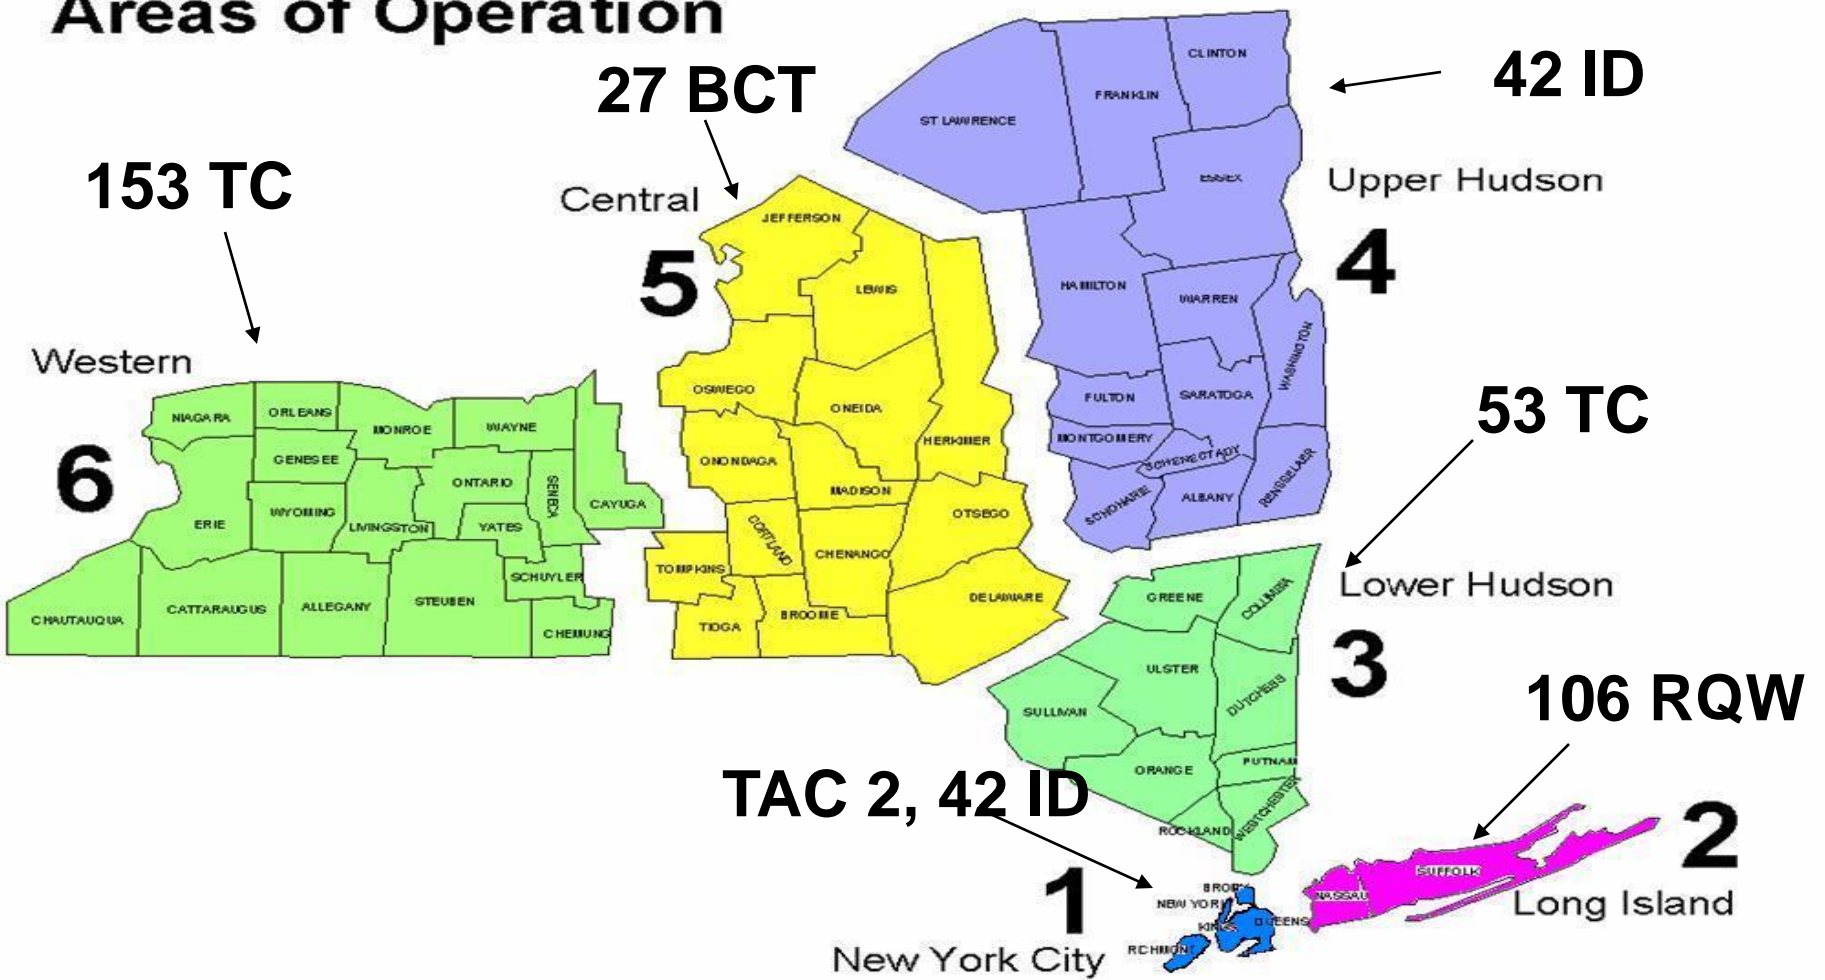 Areas of Operation
27 BCT
42 ID
153 TC
Central
5
Upper Hudson
4
Western
6
53 TC
Lower Hudson
3
106 RQW
TAC 2, 42 ID
2
Long Island
1
New York City
CLINTON
FRANKLIN
ST LAWRENCE
ESSEX
HAMILTON
WARREN
WASHINGTON
FULTON
SARATOGA
MONTGOMERY
SCHENECTADY
SCHOHARIE
ALBANY
RENSSELAER
JEFFERSON
LEWIS
OSWEGO
ONEIDA
HERKIMER
ONONDAGA
MADISON
OTSEGO
CORTLAND
CHENANGO
TOMPKINS
DELAWARE
TIOGA
BROOME
NIAGARA
ORLEANS
MONROE
WAYNE
GENESEE
ONTARIO
SENECA
CAYUGA
ERIE
WYOMING
LIVINGSTON
YATES
SCHUYLER
CHAUTAUQUA
CATTARAUGUS
ALLEGANY
STEUBEN
CHEMUNG
GREENE
COLUMBIA
ULSTER
DUTCHESS
SULLIVAN
ORANGE
PUTNAM
ROCKLAND
WESTCHESTER
BRONX
NEW YORK
KINGS
QUEENS
RCHMONT
NASSAU
SUFFOLK